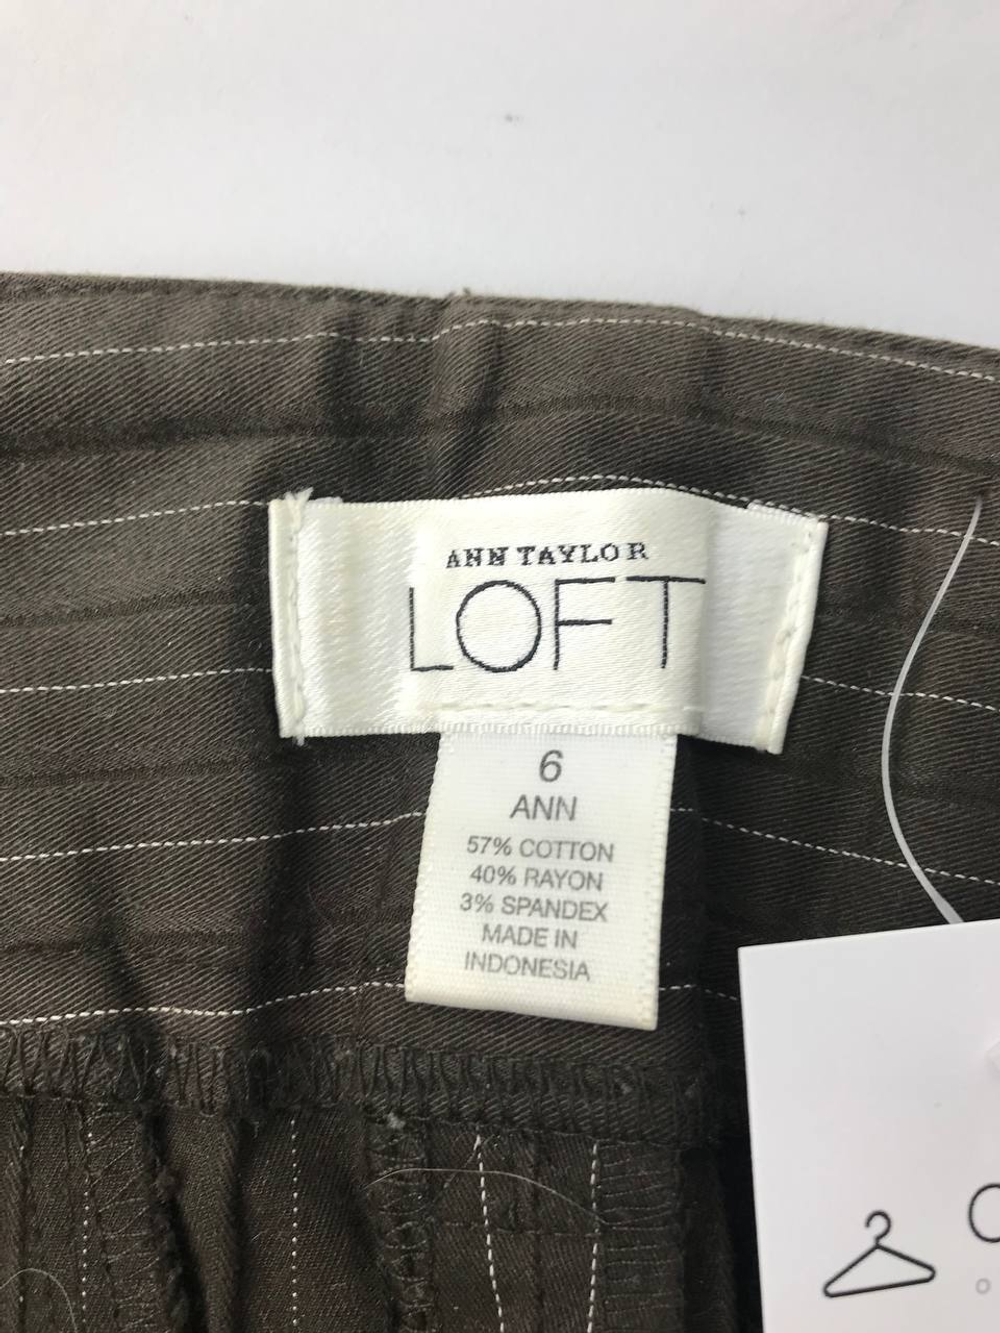 ANN TAYLOR
LOFT
6
ANN
57% COTTON
40% RAYON
3% SPANDEX
MADE IN
INDONESIA